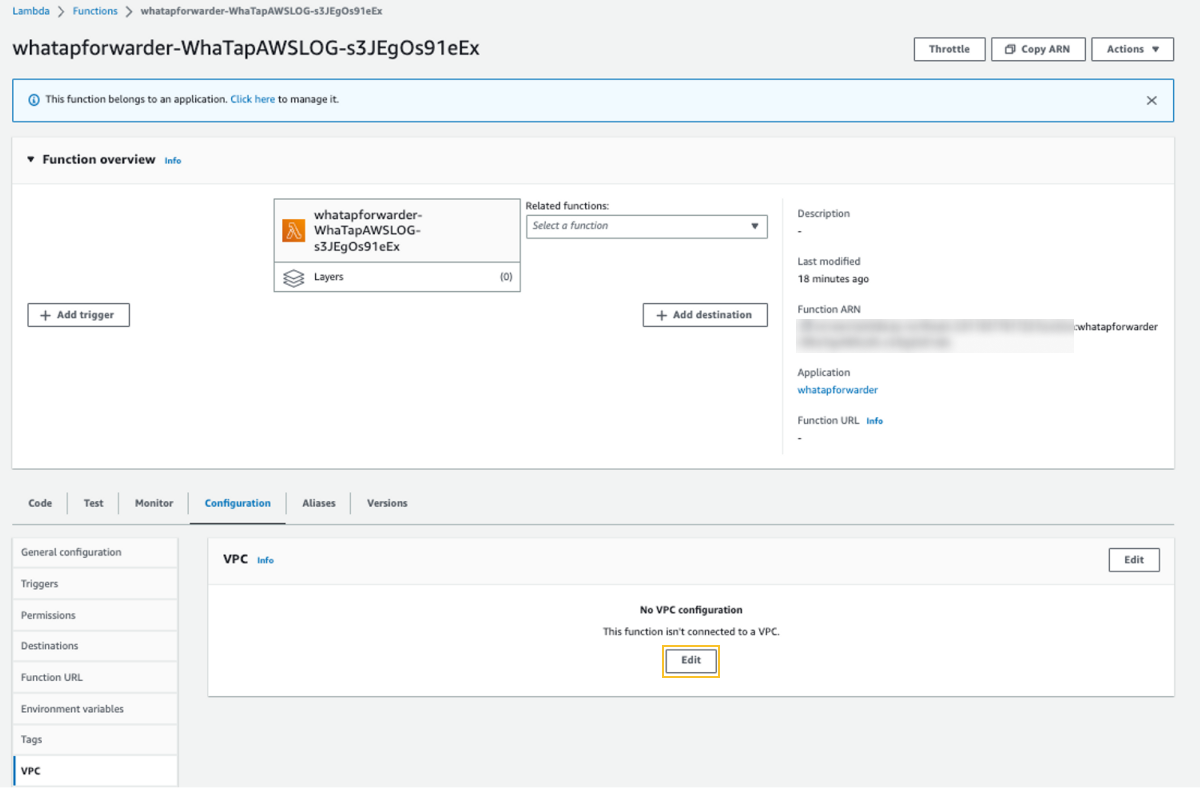 Lambda > Functions > whatapforwarder-WhaTapAWSLOG-s3JEgOs91eEx
whatapforwarder-WhaTapAWSLOG-s3JEgOs91eEx
Throttle
Copy ARN
Actions ▼
This function belongs to an application. Click here to manage it.
▼ Function overview Info
whatapforwarder-
WhaTapAWSLOG-
s3JEgOs91eEx
Layers (0)
Related functions:
Select a function
+ Add trigger
+ Add destination
Description
-
Last modified
18 minutes ago
Function ARN
:whatapforwarder
Application
whatapforwarder
Function URL Info
-
Code
Test
Monitor
Configuration
Aliases
Versions
General configuration
Triggers
Permissions
Destinations
Function URL
Environment variables
Tags
VPC
VPC Info
Edit
No VPC configuration
This function isn't connected to a VPC.
Edit